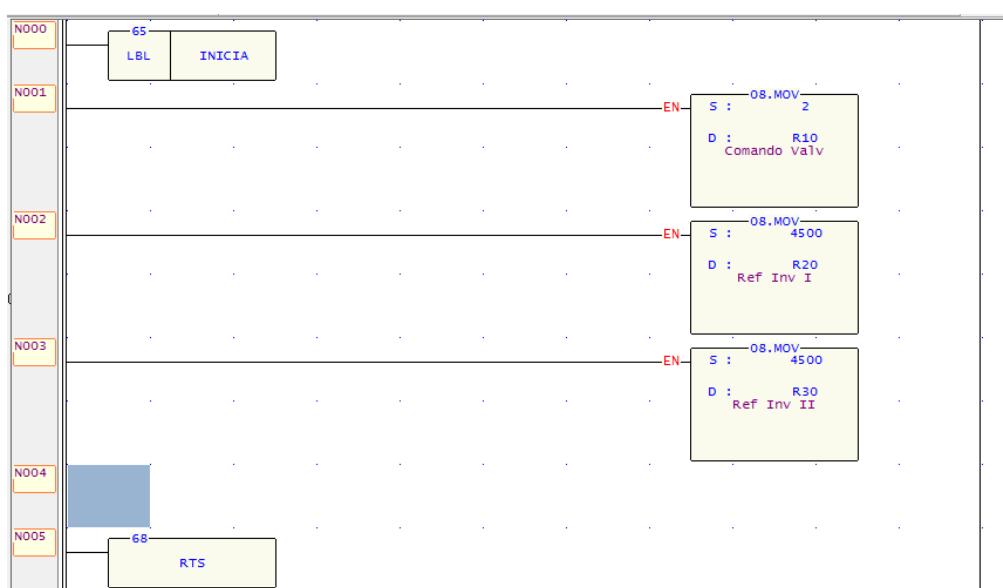 N000
65
LBL INICIA
N001
08.MOV
EN S : 2
D : R10
Comando Valv
N002
08.MOV
EN S : 4500
D : R20
Ref Inv I
N003
08.MOV
EN S : 4500
D : R30
Ref Inv II
N004
N005
68
RTS